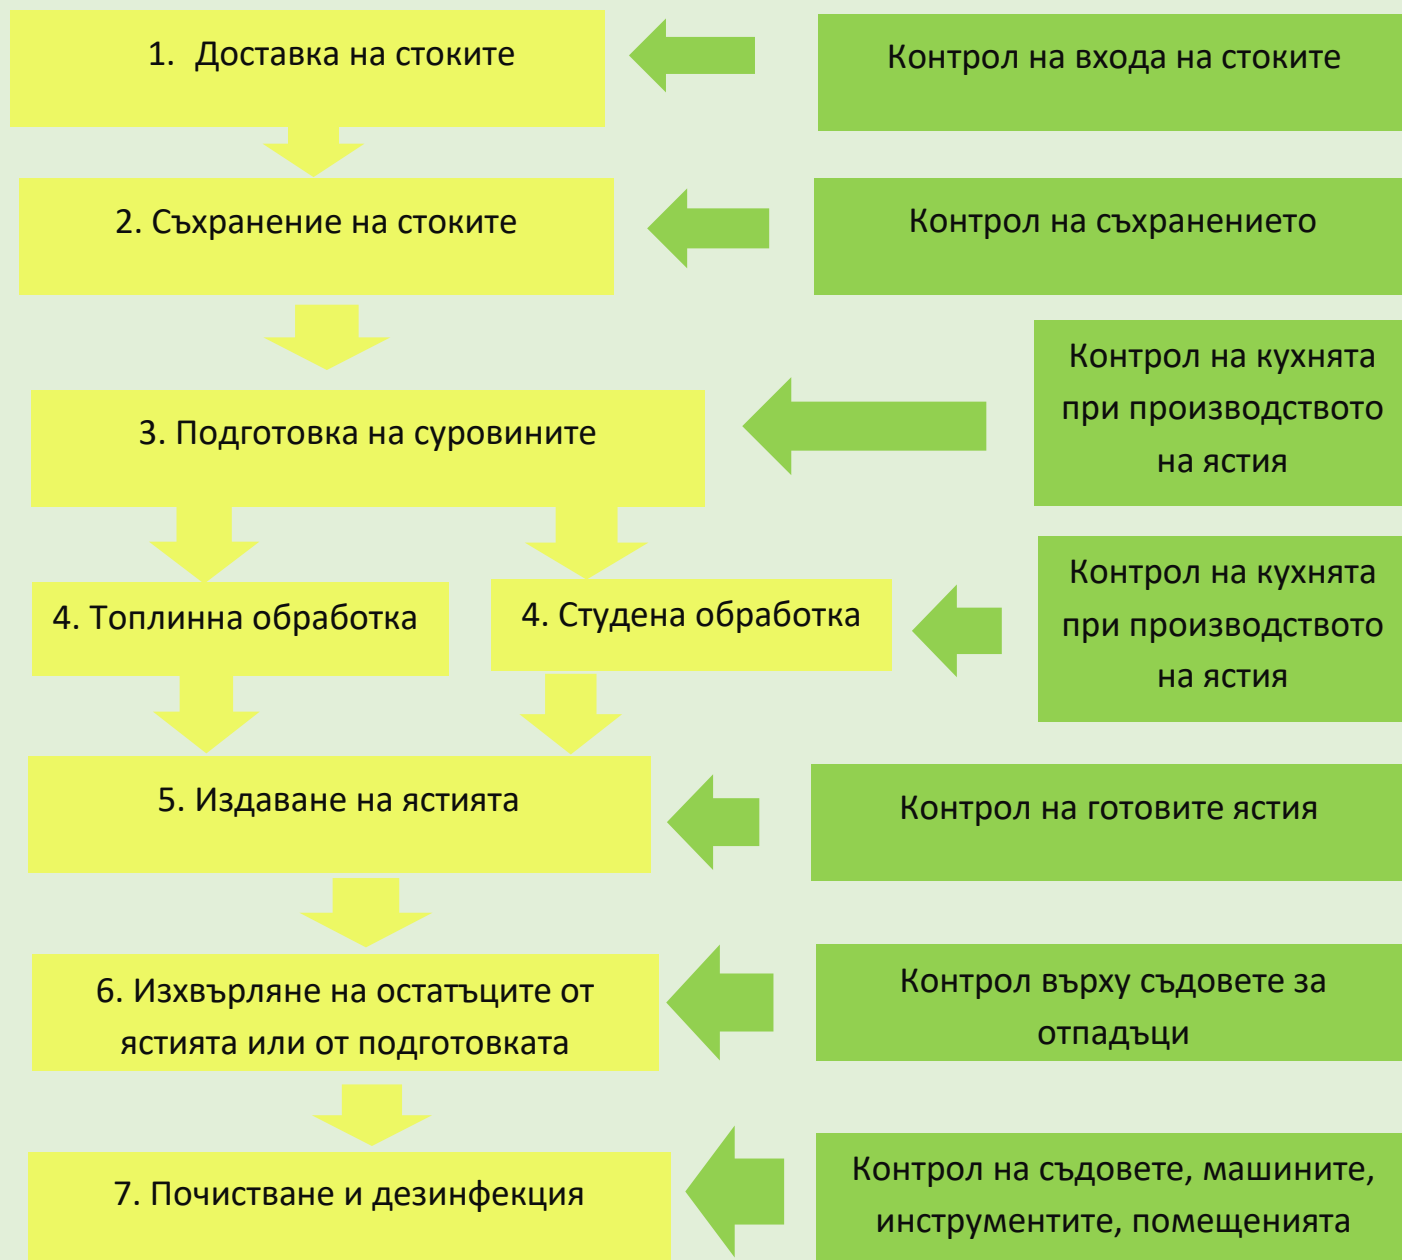 1. Доставка на стоките
Контрол на входа на стоките
2. Съхранение на стоките
Контрол на съхранението
3. Подготовка на суровините
Контрол на кухнята
при производството
на ястия
4. Топлинна обработка
4. Студена обработка
Контрол на кухнята
при производството
на ястия
5. Издаване на ястията
Контрол на готовите ястия
6. Изхвърляне на остатъците от
ястията или от подготовката
Контрол върху съдовете за
отпадъци
7. Почистване и дезинфекция
Контрол на съдовете, машините,
инструментите, помещенията